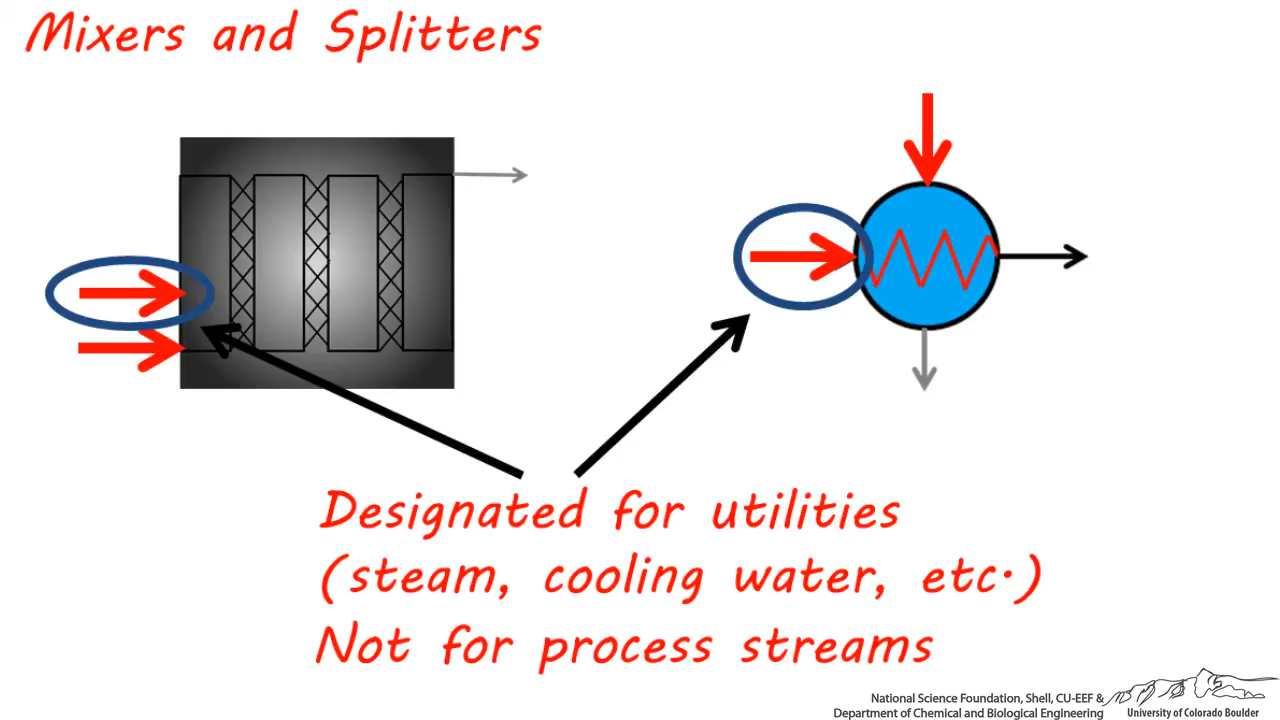 Mixers and Splitters
Designated for utilities
(steam, cooling water, etc.)
Not for process streams
National Science Foundation, Shell, CU-EEF &
Department of Chemical and Biological Engineering
University of Colorado Boulder